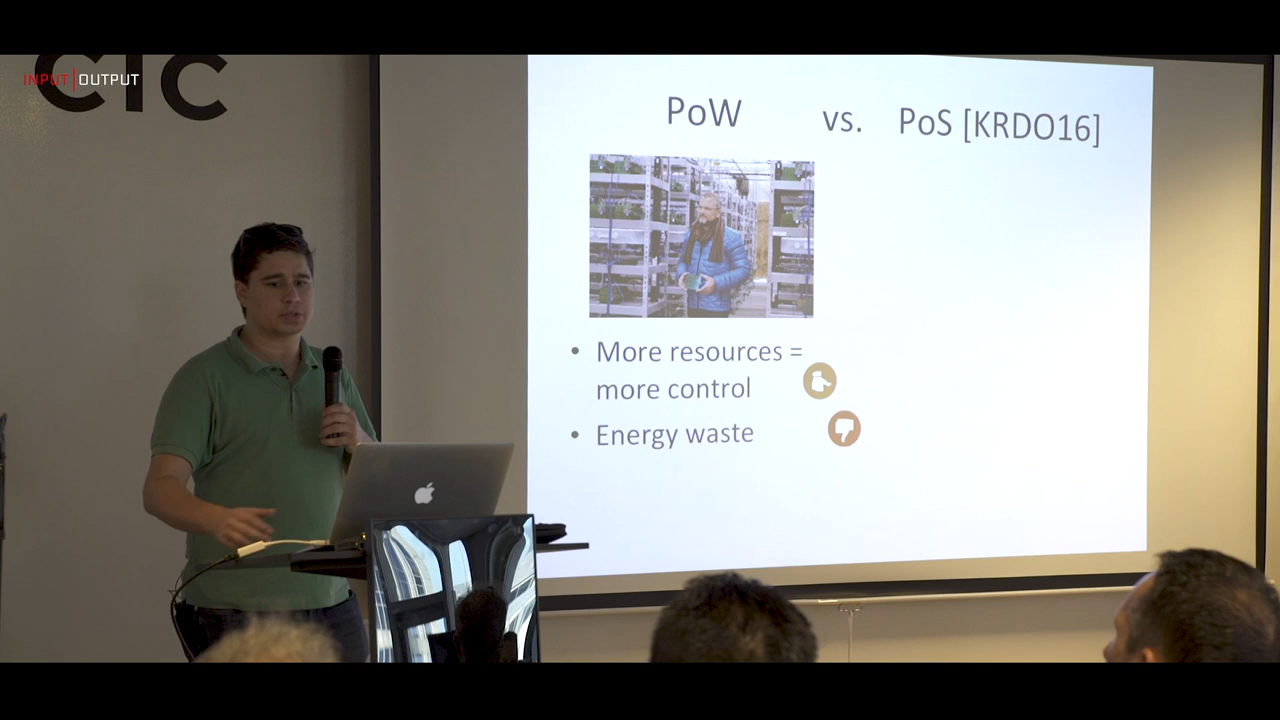 CIC
INPUT|OUTPUT
PoW vs. PoS [KRDO16]
• More resources =
more control
• Energy waste